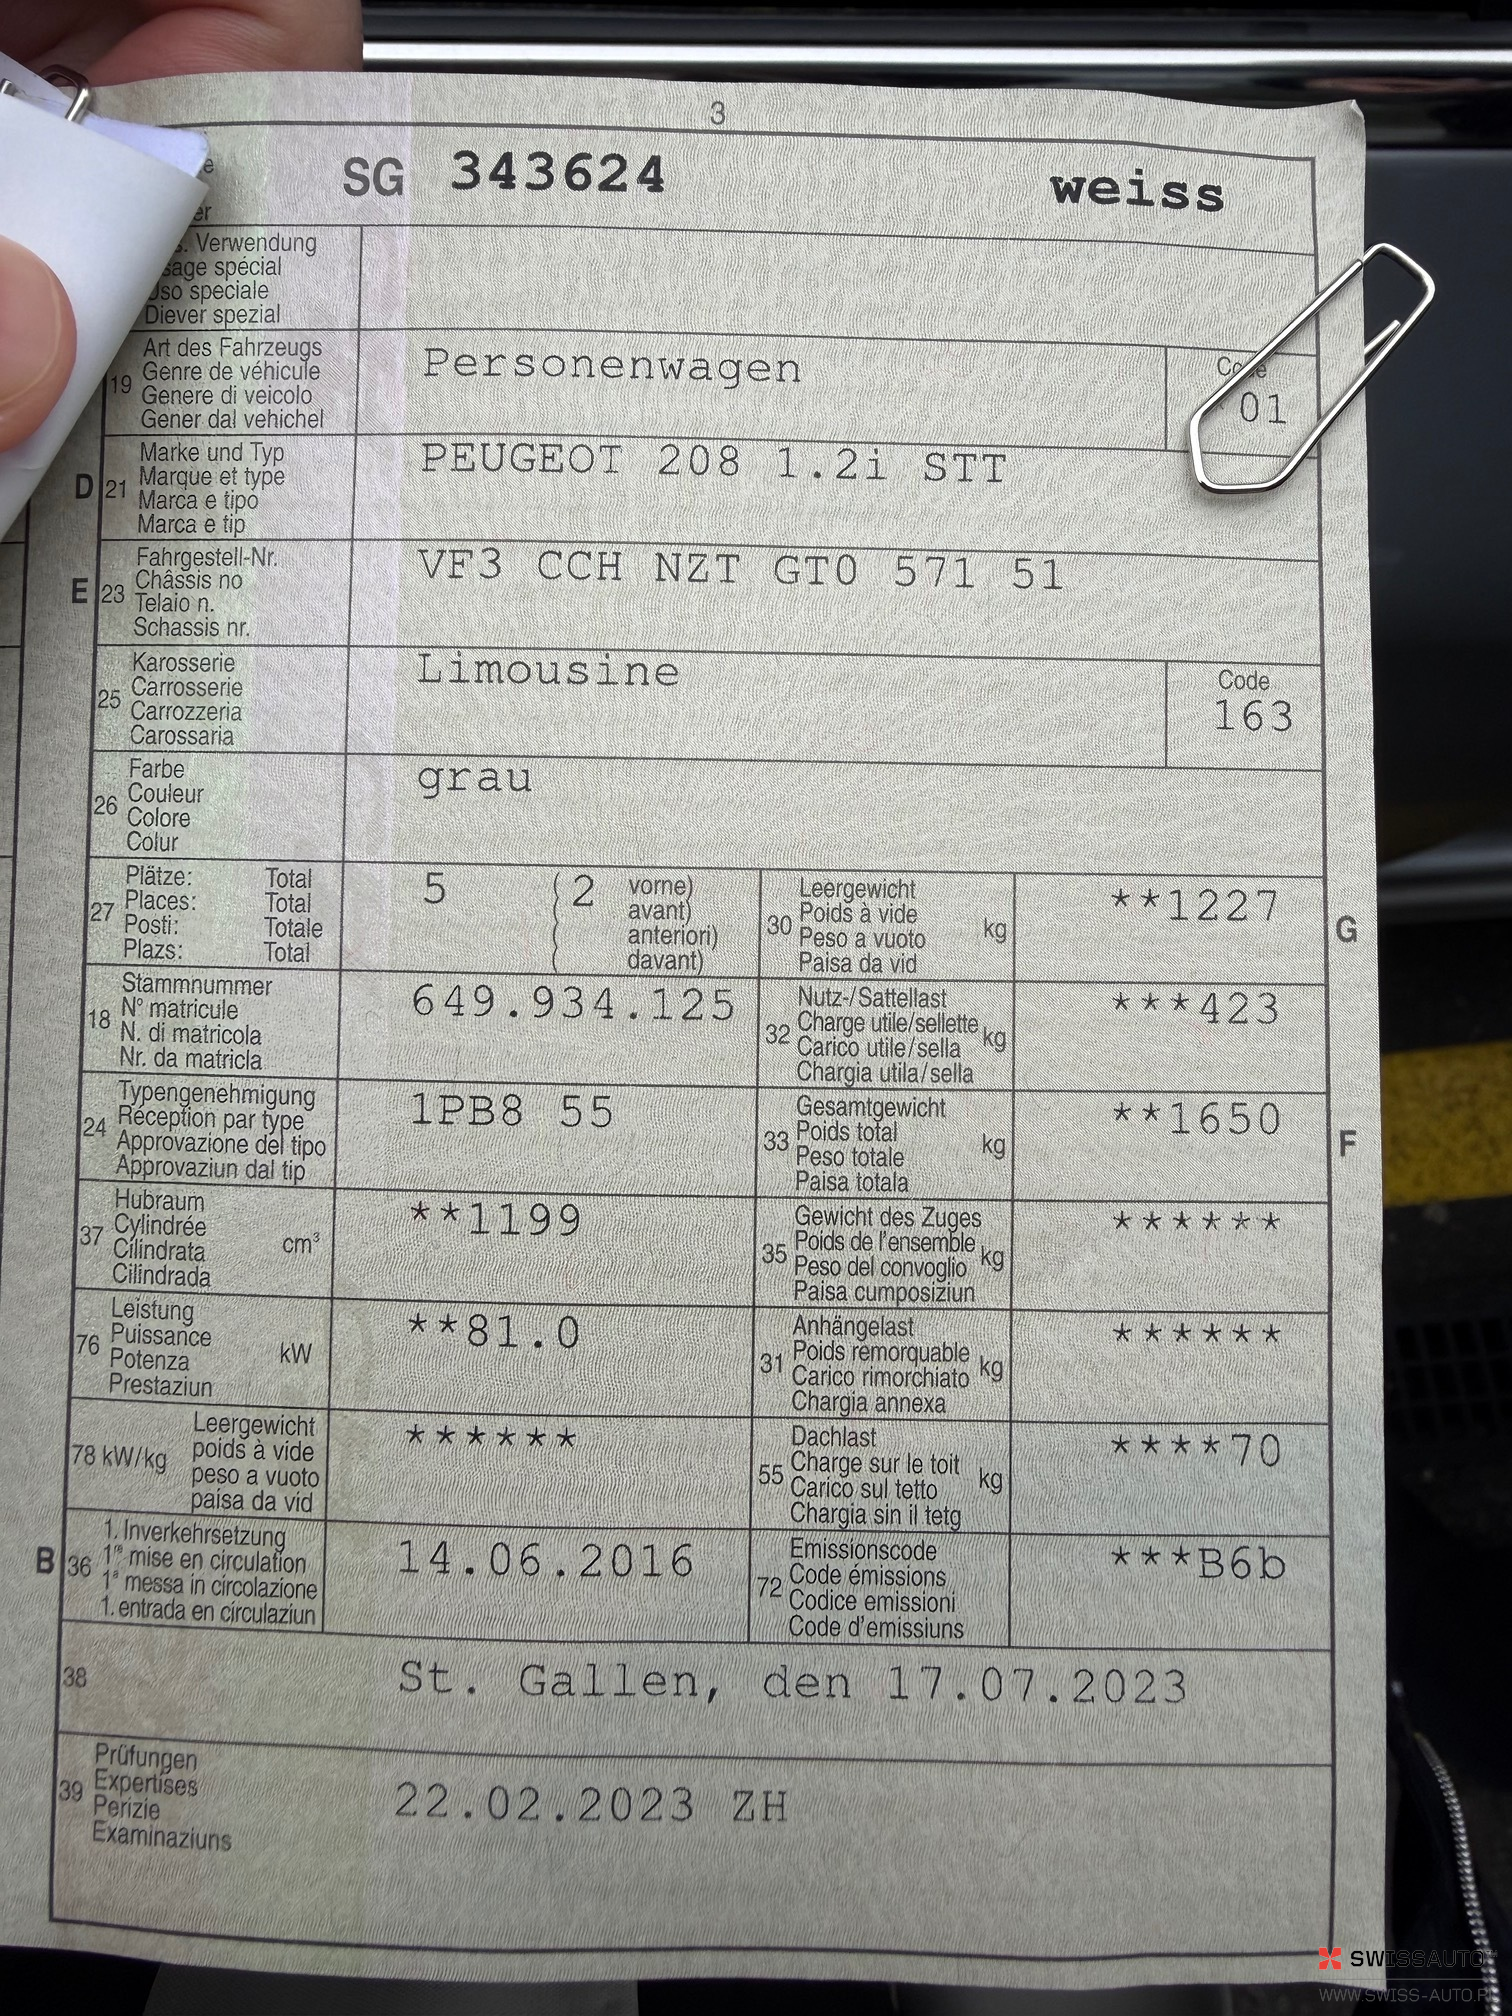 3
SG 343624 weiss
Verwendung
usage spécial
Uso speciale
Diever spezial
19 Art des Fahrzeugs
Genre de véhicule
Genere di veicolo
Gener dal vehichel
Personenwagen
Code
01
D 21 Marke und Typ
Marque et type
Marca e tipo
Marca e tip
PEUGEOT 208 1.2i STT
E 23 Fahrgestell-Nr.
Châssis no
Telaio n.
Schassis nr.
VF3 CCH NZT GT0 571 51
25 Karosserie
Carrosserie
Carrozzeria
Carossaria
Limousine
Code
163
26 Farbe
Couleur
Colore
Colur
grau
27 Plätze: Total
Places: Total
Posti: Totale
Plazs: Total
5 (2 vorne)
( avant)
( anteriori)
( davant)
30 Leergewicht
Poids à vide
Peso a vuoto
Paisa da vid
kg
**1227
G
18 Stammnummer
N° matricule
N. di matricola
Nr. da matricla
649.934.125
32 Nutz-/Sattellast
Charge utile/sellette
Carico utile/sella
Chargia utila/sella
kg
***423
24 Typengenehmigung
Réception par type
Approvazione del tipo
Approvaziun dal tip
1PB8 55
33 Gesamtgewicht
Poids total
Peso totale
Paisa totala
kg
**1650
F
37 Hubraum
Cylindrée
Cilindrata
Cilindrada
cm³
**1199
35 Gewicht des Zuges
Poids de l'ensemble
Peso del convoglio
Paisa cumposiziun
kg
******
76 Leistung
Puissance
Potenza
Prestaziun
kW
**81.0
31 Anhängelast
Poids remorquable
Carico rimorchiato
Chargia annexa
kg
******
78 kW/kg Leergewicht
poids à vide
peso a vuoto
paisa da vid
******
55 Dachlast
Charge sur le toit
Carico sul tetto
Chargia sin il tetg
kg
****70
B 36 1. Inverkehrsetzung
1re mise en circulation
1a messa in circolazione
1. entrada en circulaziun
14.06.2016
72 Emissionscode
Code émissions
Codice emissioni
Code d'emissiuns
***B6b
38 St. Gallen, den 17.07.2023
39 Prüfungen
Expertises
Perizie
Examinaziuns
22.02.2023 ZH
SWISSAUTO
WWW.SWISS-AUTO.PL